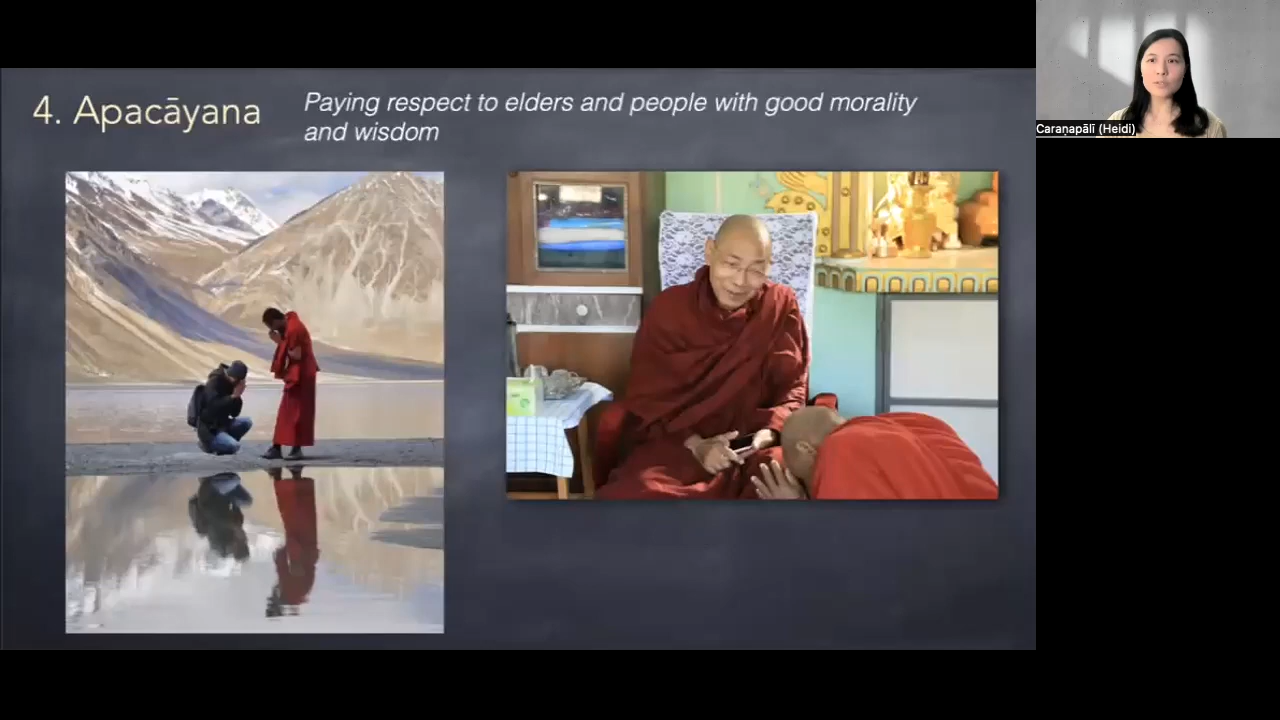 4. Apacāyana
Paying respect to elders and people with good morality
and wisdom
Caraṇapālī (Heidi)